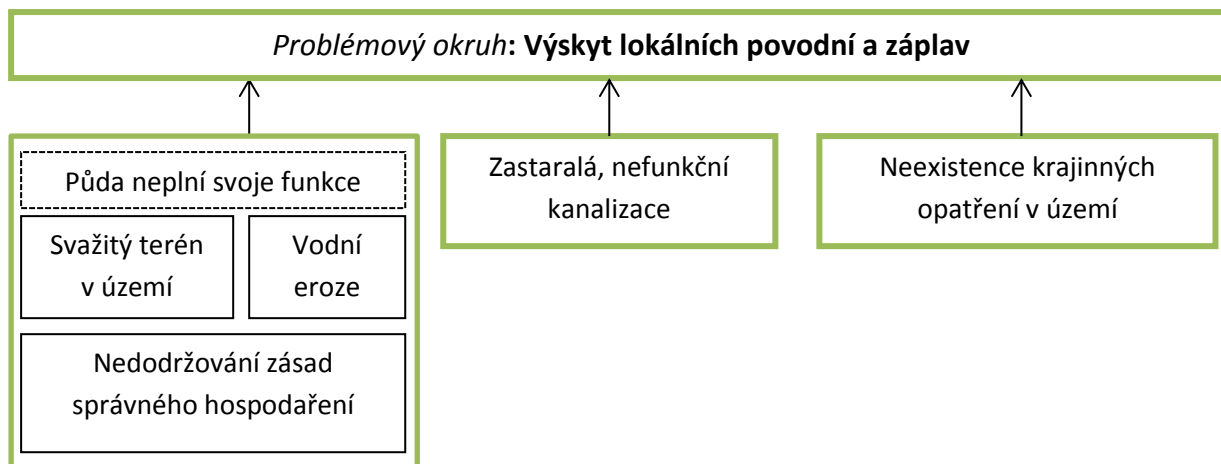 Problémový okruh: Výskyt lokálních povodní a záplav
Půda neplní svoje funkce
Svažitý terén
v území
Vodní
eroze
Nedodržování zásad
správného hospodaření
Zastaralá, nefunkční
kanalizace
Neexistence krajinných
opatření v území